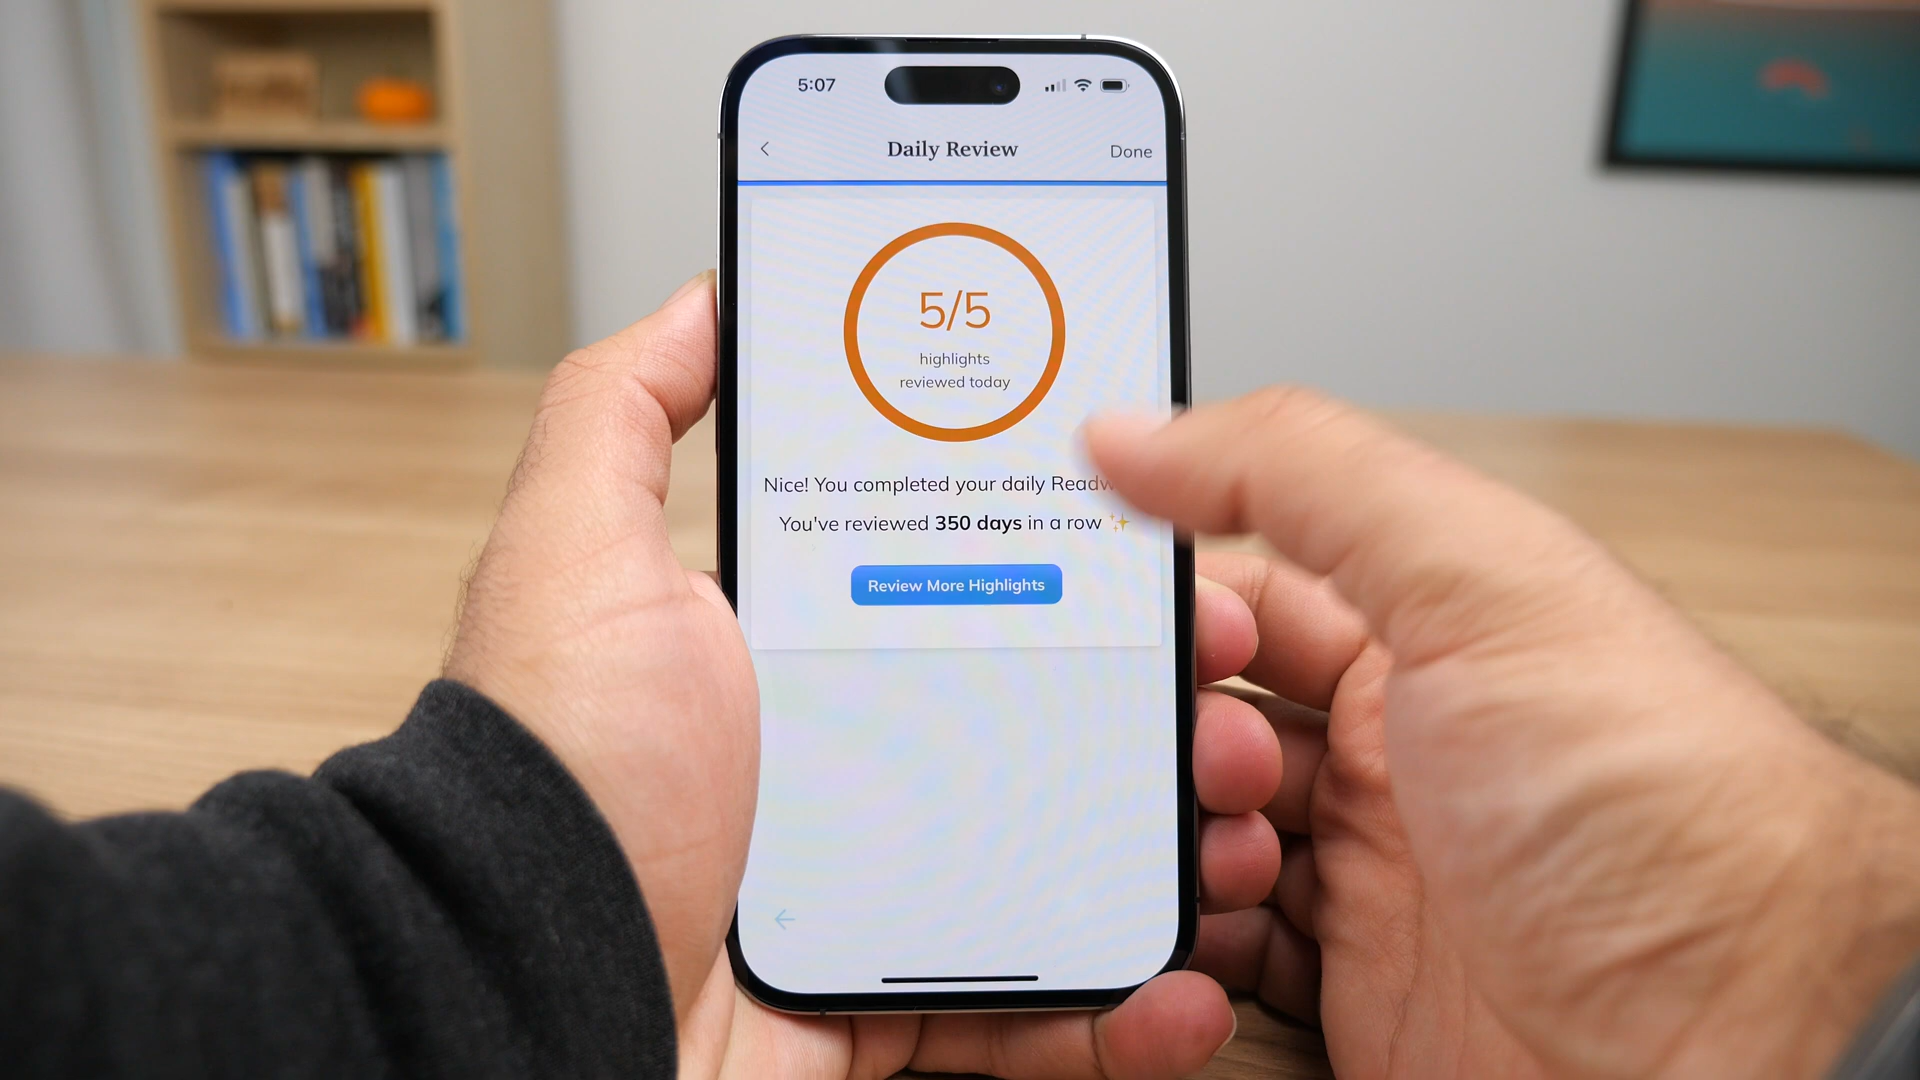 5:07
Daily Review
Done
5/5
highlights
reviewed today
Nice! You completed your daily
You've reviewed 350 days in a row ✨
Review More Highlights